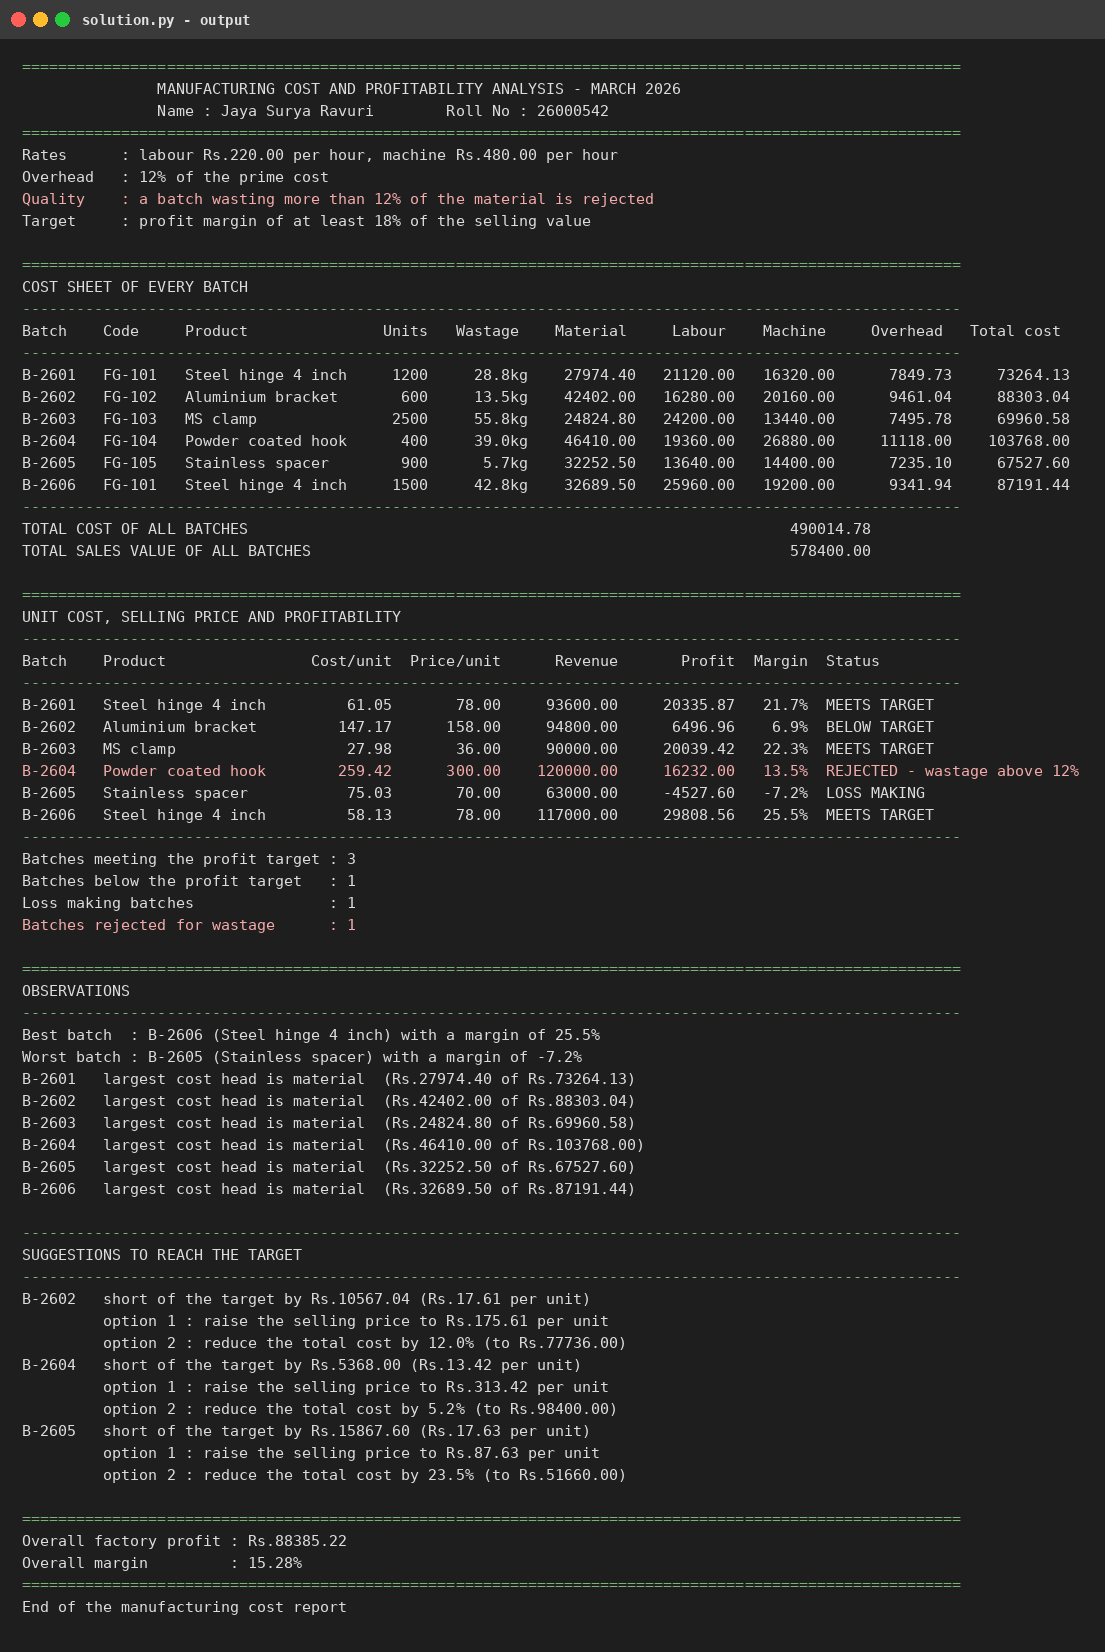 solution.py - output
=========================================================================================================
MANUFACTURING COST AND PROFITABILITY ANALYSIS - MARCH 2026
Name : Jaya Surya Ravuri        Roll No : 26000542
=========================================================================================================
Rates      : labour Rs.220.00 per hour, machine Rs.480.00 per hour
Overhead   : 12% of the prime cost
Quality    : a batch wasting more than 12% of the material is rejected
Target     : profit margin of at least 18% of the selling value
=========================================================================================================
COST SHEET OF EVERY BATCH
---------------------------------------------------------------------------------------------------------
Batch    Code     Product               Units   Wastage    Material     Labour    Machine     Overhead   Total cost
---------------------------------------------------------------------------------------------------------
B-2601   FG-101   Steel hinge 4 inch     1200     28.8kg    27974.40   21120.00   16320.00      7849.73     73264.13
B-2602   FG-102   Aluminium bracket       600     13.5kg    42402.00   16280.00   20160.00      9461.04     88303.04
B-2603   FG-103   MS clamp               2500     55.8kg    24824.80   24200.00   13440.00      7495.78     69960.58
B-2604   FG-104   Powder coated hook      400     39.0kg    46410.00   19360.00   26880.00     11118.00    103768.00
B-2605   FG-105   Stainless spacer        900      5.7kg    32252.50   13640.00   14400.00      7235.10     67527.60
B-2606   FG-101   Steel hinge 4 inch     1500     42.8kg    32689.50   25960.00   19200.00      9341.94     87191.44
---------------------------------------------------------------------------------------------------------
TOTAL COST OF ALL BATCHES                                                            490014.78
TOTAL SALES VALUE OF ALL BATCHES                                                     578400.00
=========================================================================================================
UNIT COST, SELLING PRICE AND PROFITABILITY
---------------------------------------------------------------------------------------------------------
Batch    Product                Cost/unit  Price/unit      Revenue       Profit  Margin  Status
---------------------------------------------------------------------------------------------------------
B-2601   Steel hinge 4 inch         61.05       78.00     93600.00     20335.87   21.7%  MEETS TARGET
B-2602   Aluminium bracket         147.17      158.00     94800.00      6496.96    6.9%  BELOW TARGET
B-2603   MS clamp                   27.98       36.00     90000.00     20039.42   22.3%  MEETS TARGET
B-2604   Powder coated hook        259.42      300.00    120000.00     16232.00   13.5%  REJECTED - wastage above 12%
B-2605   Stainless spacer           75.03       70.00     63000.00     -4527.60   -7.2%  LOSS MAKING
B-2606   Steel hinge 4 inch         58.13       78.00    117000.00     29808.56   25.5%  MEETS TARGET
---------------------------------------------------------------------------------------------------------
Batches meeting the profit target : 3
Batches below the profit target   : 1
Loss making batches               : 1
Batches rejected for wastage      : 1
=========================================================================================================
OBSERVATIONS
---------------------------------------------------------------------------------------------------------
Best batch  : B-2606 (Steel hinge 4 inch) with a margin of 25.5%
Worst batch : B-2605 (Stainless spacer) with a margin of -7.2%
B-2601   largest cost head is material  (Rs.27974.40 of Rs.73264.13)
B-2602   largest cost head is material  (Rs.42402.00 of Rs.88303.04)
B-2603   largest cost head is material  (Rs.24824.80 of Rs.69960.58)
B-2604   largest cost head is material  (Rs.46410.00 of Rs.103768.00)
B-2605   largest cost head is material  (Rs.32252.50 of Rs.67527.60)
B-2606   largest cost head is material  (Rs.32689.50 of Rs.87191.44)
---------------------------------------------------------------------------------------------------------
SUGGESTIONS TO REACH THE TARGET
---------------------------------------------------------------------------------------------------------
B-2602   short of the target by Rs.10567.04 (Rs.17.61 per unit)
option 1 : raise the selling price to Rs.175.61 per unit
option 2 : reduce the total cost by 12.0% (to Rs.77736.00)
B-2604   short of the target by Rs.5368.00 (Rs.13.42 per unit)
option 1 : raise the selling price to Rs.313.42 per unit
option 2 : reduce the total cost by 5.2% (to Rs.98400.00)
B-2605   short of the target by Rs.15867.60 (Rs.17.63 per unit)
option 1 : raise the selling price to Rs.87.63 per unit
option 2 : reduce the total cost by 23.5% (to Rs.51660.00)
=========================================================================================================
Overall factory profit : Rs.88385.22
Overall margin         : 15.28%
=========================================================================================================
End of the manufacturing cost report